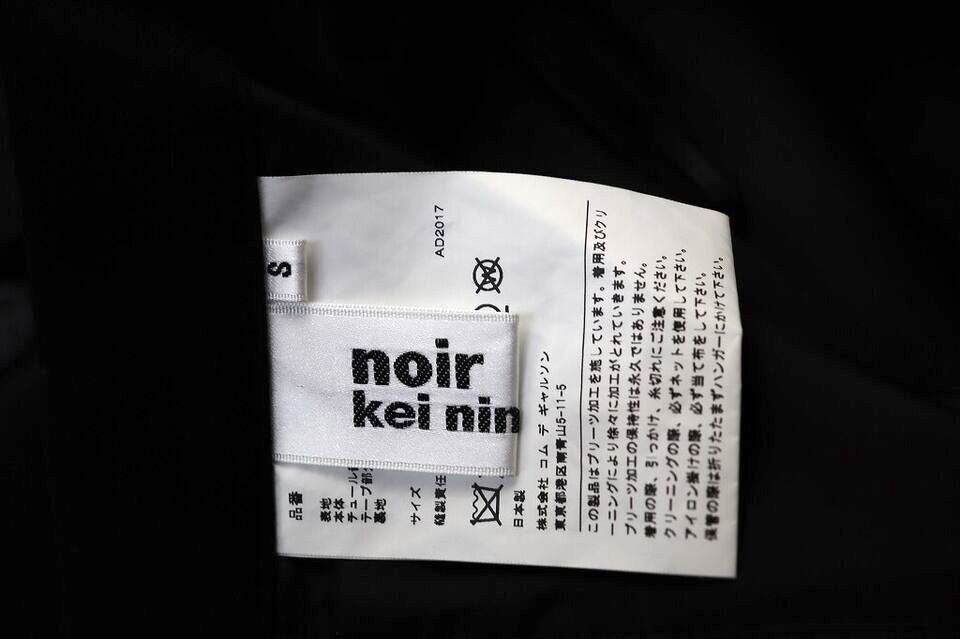 S
noir
kei nin
AD2017
品番
表地
本体
チュール
テープ部
裏地
サイズ
縫製責任
日本製
株式会社 コム デ ギャルソン
東京都港区南青山5-11-5
この製品はプリーツ加工を施しています。着用及びクリ
ーニングにより徐々に加工がとれていきます。
プリーツ加工の保持性は永久ではありません。
着用の際、引っかけ、糸切れにご注意ください。
クリーニングの際、必ずネットを使用して下さい。
アイロン掛けの際、必ず当て布をして下さい。
保管の際は折りたたまずハンガーにかけて下さい。